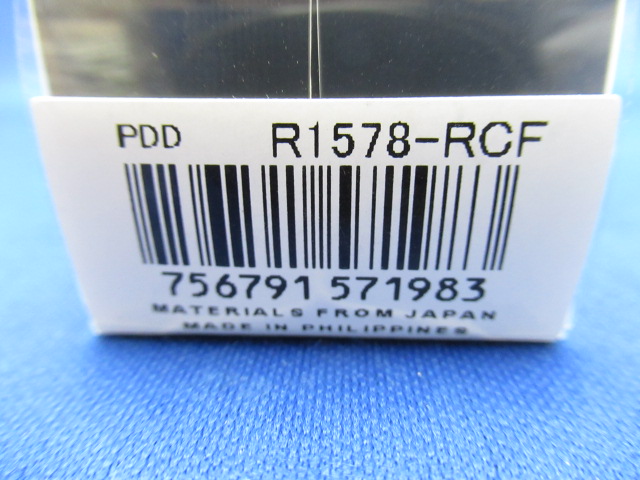 PDD R1578-RCF
756791 571983
MATERIALS FROM JAPAN
MADE IN PHILIPPINES